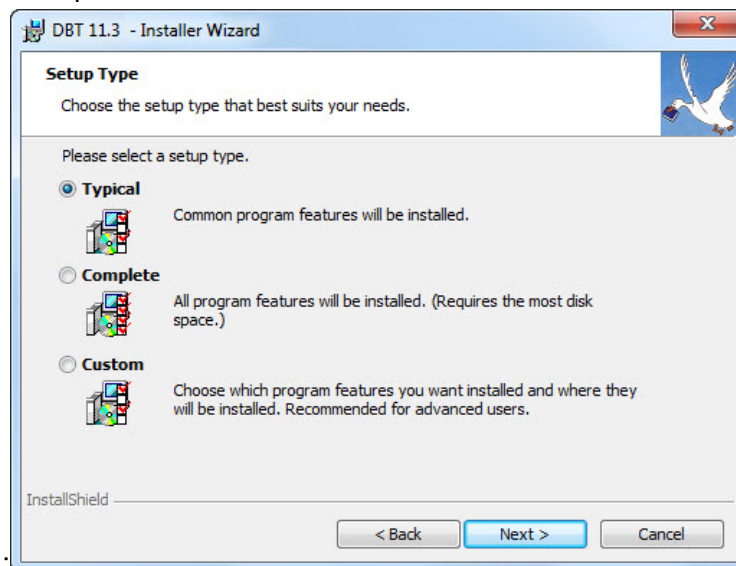 DBT 11.3 - Installer Wizard
Setup Type
Choose the setup type that best suits your needs.
Please select a setup type.
Typical
Common program features will be installed.
Complete
All program features will be installed. (Requires the most disk
space.)
Custom
Choose which program features you want installed and where they
will be installed. Recommended for advanced users.
InstallShield
< Back Next > Cancel
.